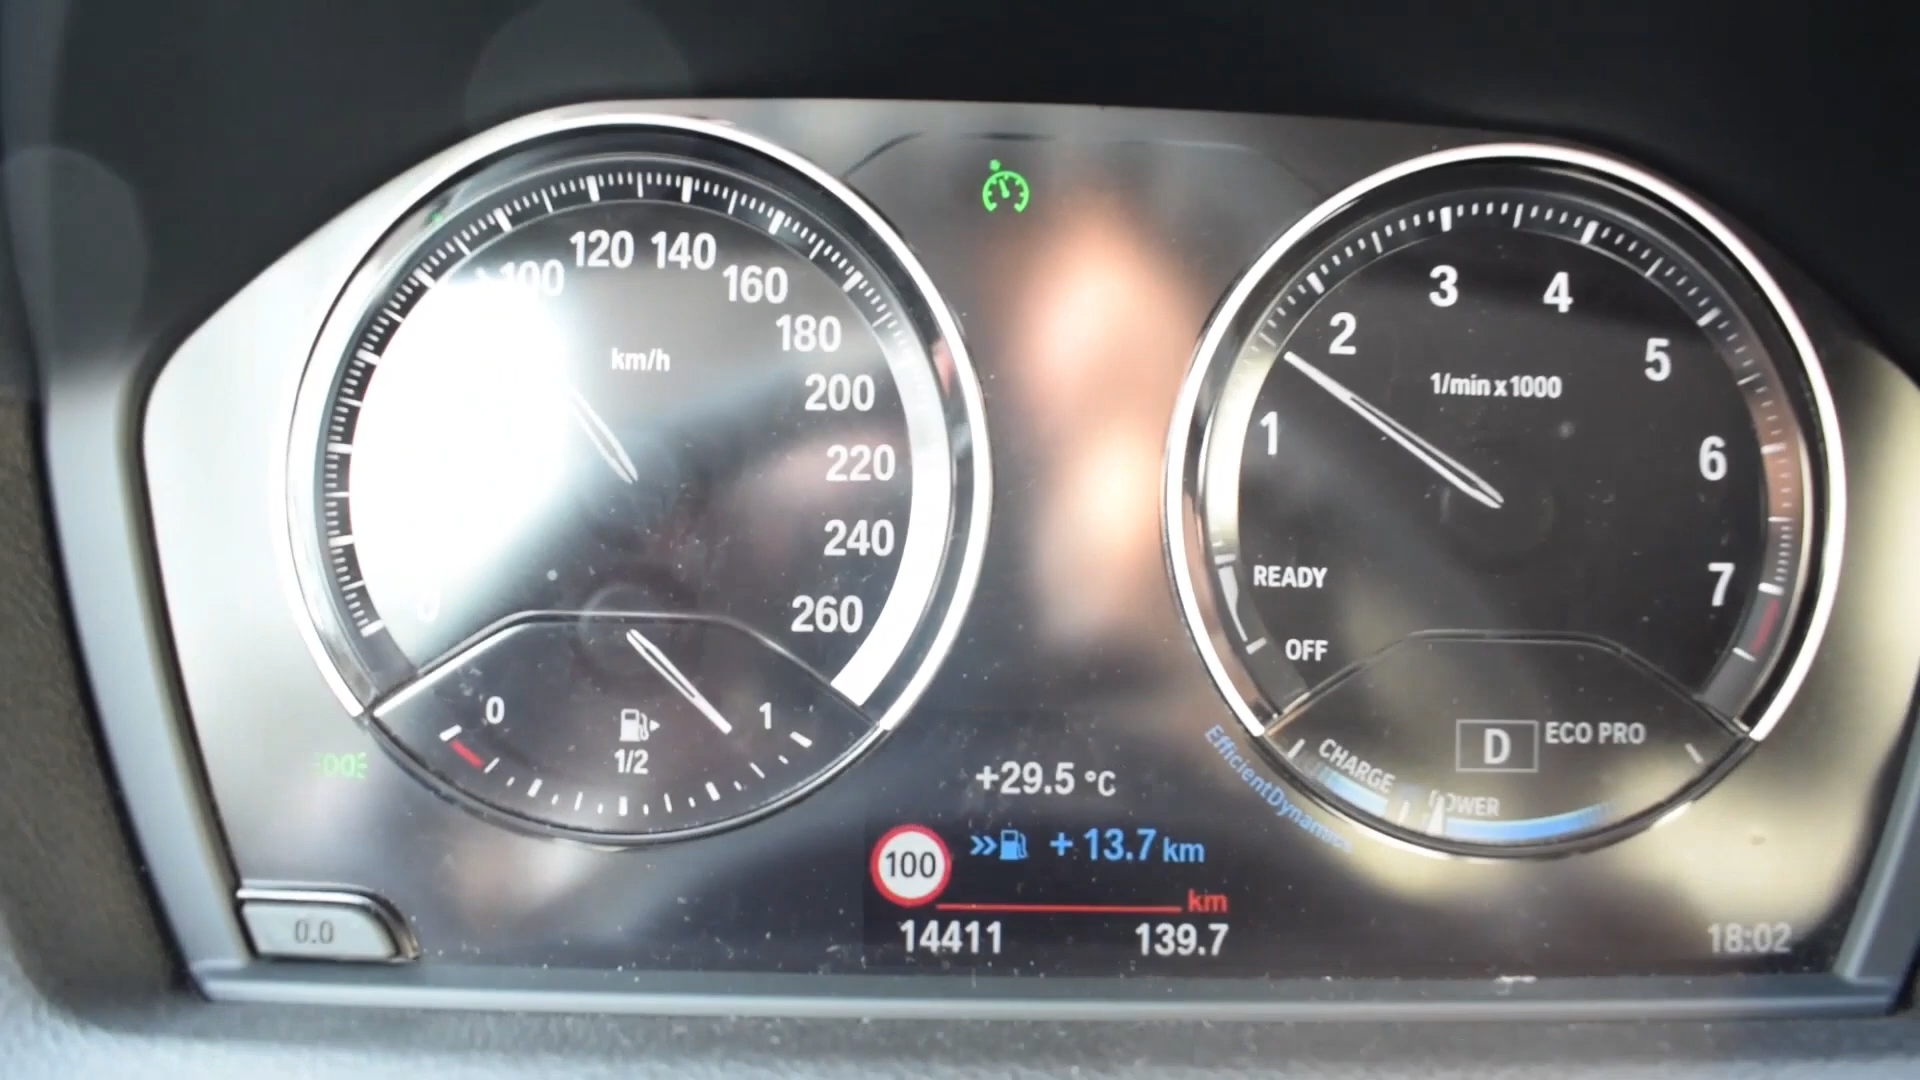 100 120 140 160 180 200 220 240 260
km/h
0 1/2 1
1 2 3 4 5 6 7
1/min x 1000
READY
OFF
CHARGE
POWER
D ECO PRO
EfficientDynamics
+29.5 °C
100 + 13.7 km
km
14411 139.7
18:02
0.0